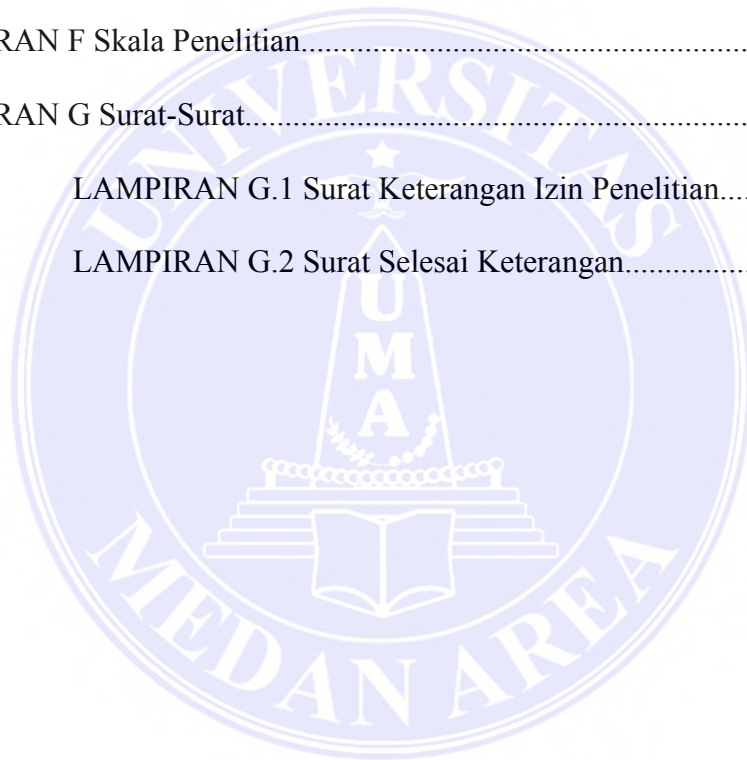 RAN F Skala Penelitian..........................................................
RAN G Surat-Surat.................................................................
LAMPIRAN G.1 Surat Keterangan Izin Penelitian....
LAMPIRAN G.2 Surat Selesai Keterangan................
UNIVERSITAS
UMA
MEDAN AREA